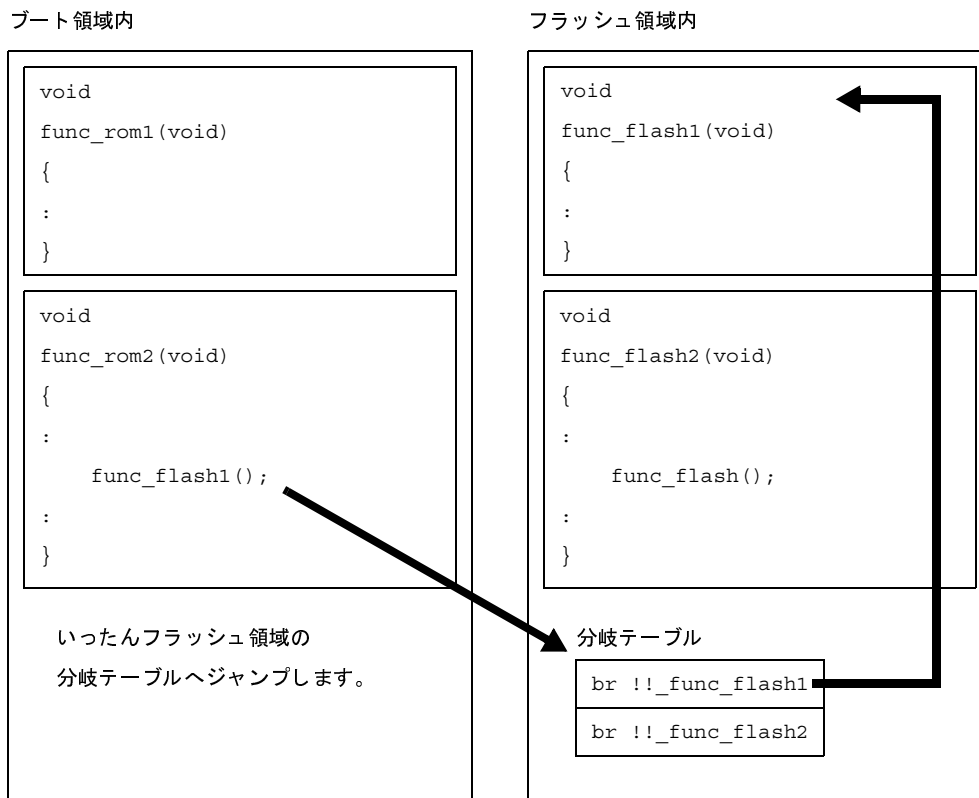 ブート領域内
void
func_rom1(void)
{
:
}
void
func_rom2(void)
{
:
func_flash1();
:
}
いったんフラッシュ領域の
分岐テーブルへジャンプします。
フラッシュ領域内
void
func_flash1(void)
{
:
}
void
func_flash2(void)
{
:
func_flash();
:
}
分岐テーブル
br !!_func_flash1
br !!_func_flash2